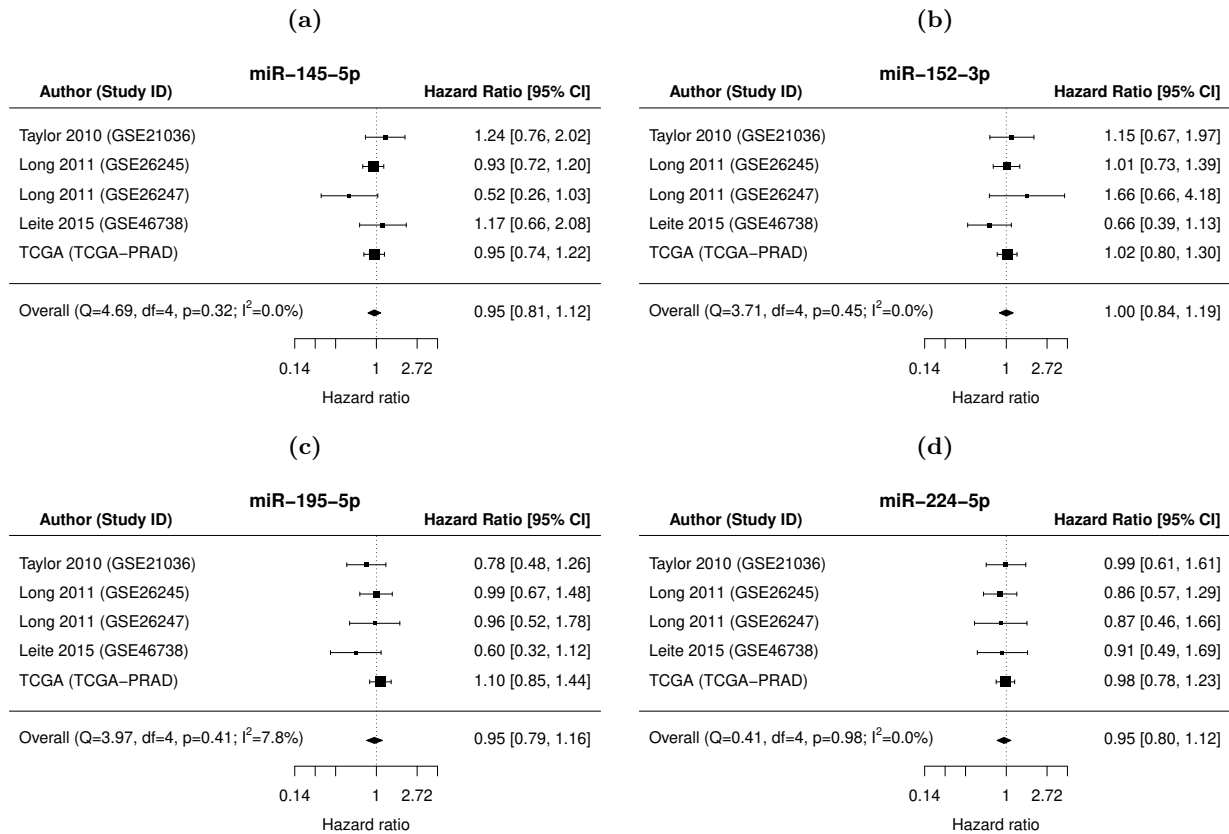 (a)
miR−145−5p
Author (Study ID) Hazard Ratio [95% CI]
Taylor 2010 (GSE21036) 1.24 [0.76, 2.02]
Long 2011 (GSE26245) 0.93 [0.72, 1.20]
Long 2011 (GSE26247) 0.52 [0.26, 1.03]
Leite 2015 (GSE46738) 1.17 [0.66, 2.08]
TCGA (TCGA−PRAD) 0.95 [0.74, 1.22]
Overall (Q=4.69, df=4, p=0.32; I²=0.0%) 0.95 [0.81, 1.12]
0.14 1 2.72
Hazard ratio
(b)
miR−152−3p
Author (Study ID) Hazard Ratio [95% CI]
Taylor 2010 (GSE21036) 1.15 [0.67, 1.97]
Long 2011 (GSE26245) 1.01 [0.73, 1.39]
Long 2011 (GSE26247) 1.66 [0.66, 4.18]
Leite 2015 (GSE46738) 0.66 [0.39, 1.13]
TCGA (TCGA−PRAD) 1.02 [0.80, 1.30]
Overall (Q=3.71, df=4, p=0.45; I²=0.0%) 1.00 [0.84, 1.19]
0.14 1 2.72
Hazard ratio
(c)
miR−195−5p
Author (Study ID) Hazard Ratio [95% CI]
Taylor 2010 (GSE21036) 0.78 [0.48, 1.26]
Long 2011 (GSE26245) 0.99 [0.67, 1.48]
Long 2011 (GSE26247) 0.96 [0.52, 1.78]
Leite 2015 (GSE46738) 0.60 [0.32, 1.12]
TCGA (TCGA−PRAD) 1.10 [0.85, 1.44]
Overall (Q=3.97, df=4, p=0.41; I²=7.8%) 0.95 [0.79, 1.16]
0.14 1 2.72
Hazard ratio
(d)
miR−224−5p
Author (Study ID) Hazard Ratio [95% CI]
Taylor 2010 (GSE21036) 0.99 [0.61, 1.61]
Long 2011 (GSE26245) 0.86 [0.57, 1.29]
Long 2011 (GSE26247) 0.87 [0.46, 1.66]
Leite 2015 (GSE46738) 0.91 [0.49, 1.69]
TCGA (TCGA−PRAD) 0.98 [0.78, 1.23]
Overall (Q=0.41, df=4, p=0.98; I²=0.0%) 0.95 [0.80, 1.12]
0.14 1 2.72
Hazard ratio